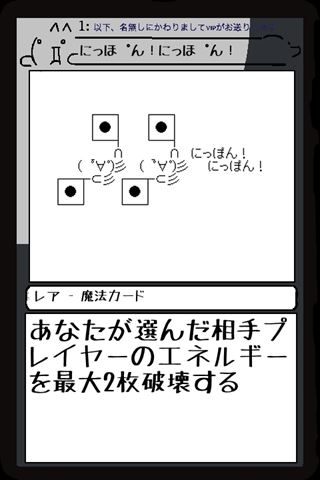 1: 以下、名無しにかわりましてVIPがお送りします
にっぽ゜ん！にっぽ゜ん！
にっぽん！
にっぽん！
レア - 魔法カード
あなたが選んだ相手プ
レイヤーのエネルギー
を最大2枚破壊する